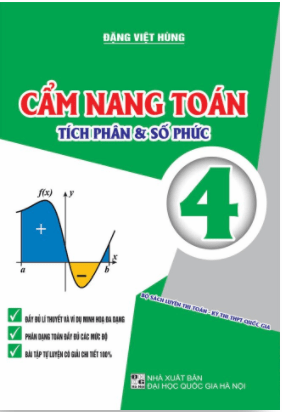 ĐẶNG VIỆT HÙNG
CẨM NANG TOÁN
TÍCH PHÂN & SỐ PHỨC
4
f(x)
y
+
a
−
b
x
BỘ SÁCH LUYỆN THI TOÁN - KỲ THI THPT QUỐC GIA
ĐẦY ĐỦ LÍ THUYẾT VÀ VÍ DỤ MINH HOẠ ĐA DẠNG
PHÂN DẠNG TOÁN ĐẦY ĐỦ CÁC MỨC ĐỘ
BÀI TẬP TỰ LUYỆN CÓ GIẢI CHI TIẾT 100%
NHÀ XUẤT BẢN
ĐẠI HỌC QUỐC GIA HÀ NỘI